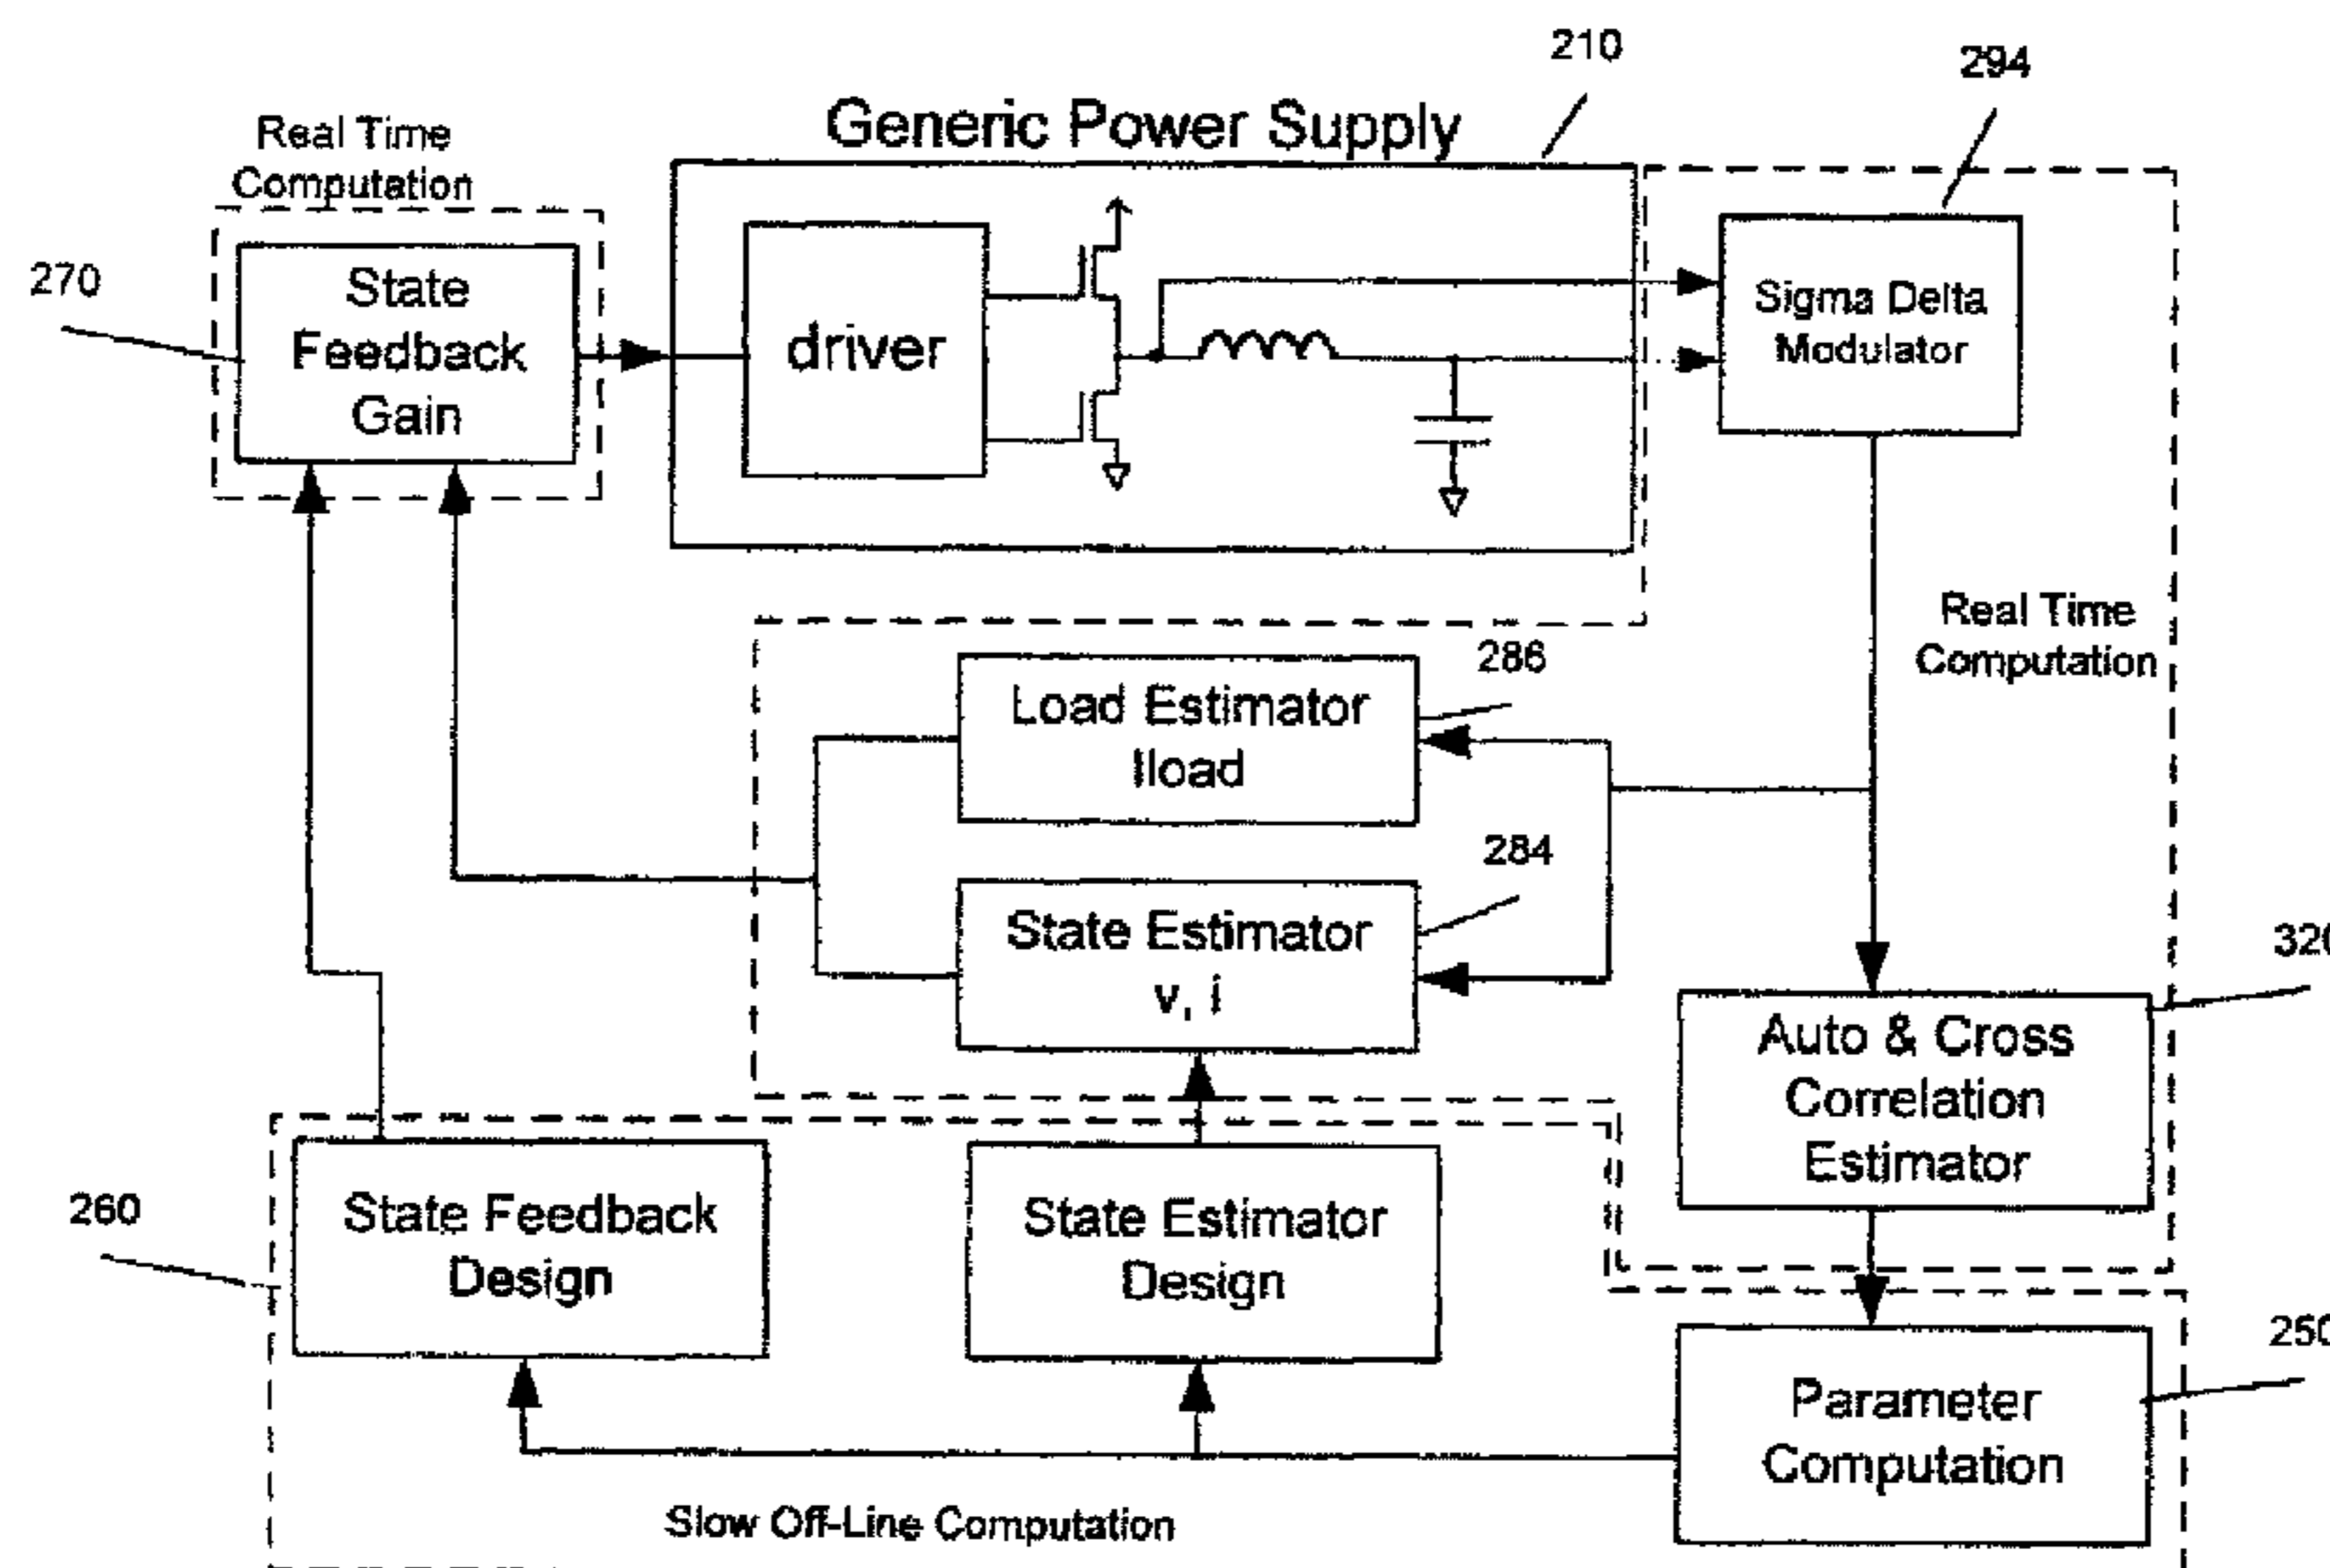 210
294
Generic Power Supply
Real Time
Computation
270
State
Feedback
Gain
driver
Sigma Delta
Modulator
Real Time
Computation
286
Load Estimator
Iload
284
State Estimator
v, i
320
Auto & Cross
Correlation
Estimator
260
State Feedback
Design
State Estimator
Design
250
Parameter
Computation
Slow Off-Line Computation